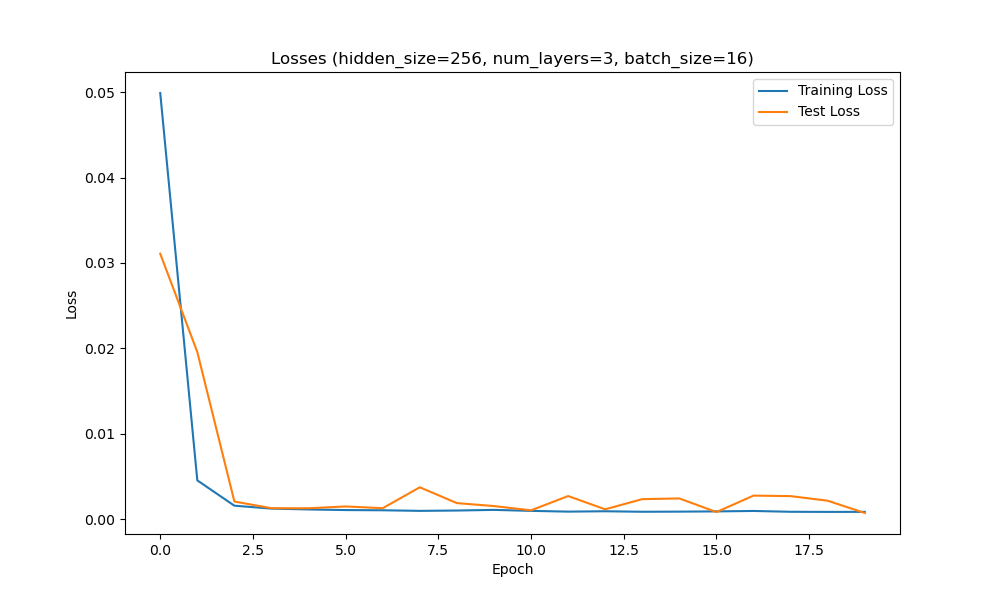 Losses (hidden_size=256, num_layers=3, batch_size=16)
Training Loss
Test Loss
0.05
0.04
0.03
0.02
0.01
0.00
Loss
0.0 2.5 5.0 7.5 10.0 12.5 15.0 17.5
Epoch